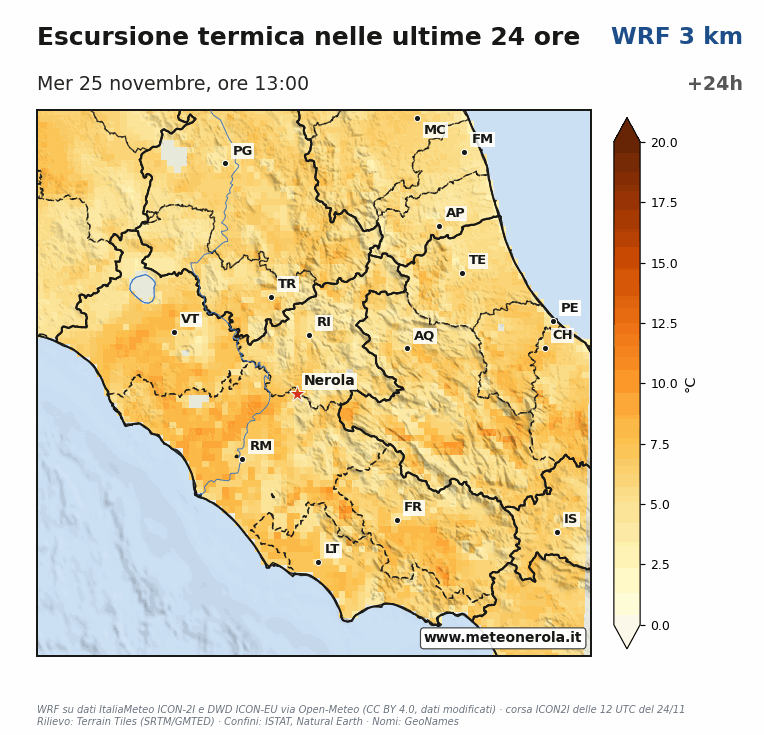 Escursione termica nelle ultime 24 ore WRF 3 km
Mer 25 novembre, ore 13:00 +24h
MC
FM
PG
AP
TE
TR
PE
VT
RI
AQ
CH
Nerola
RM
FR
IS
LT
www.meteonerola.it
20.0
17.5
15.0
12.5
10.0
7.5
5.0
2.5
0.0
°C
WRF su dati ItaliaMeteo ICON-2I e DWD ICON-EU via Open-Meteo (CC BY 4.0, dati modificati) · corsa ICON2I delle 12 UTC del 24/11
Rilievo: Terrain Tiles (SRTM/GMTED) · Confini: ISTAT, Natural Earth · Nomi: GeoNames